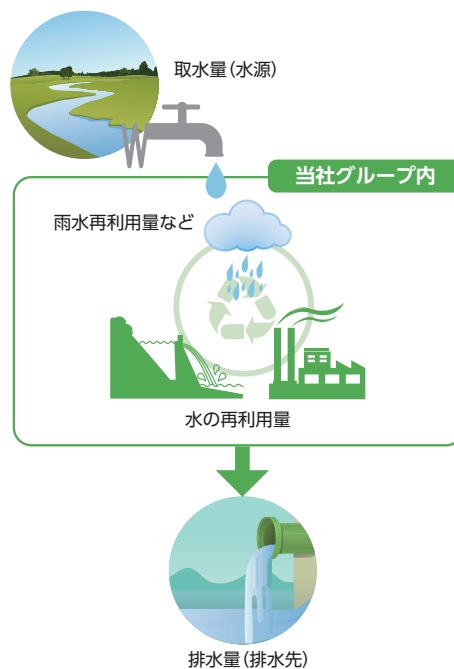 取水量(水源)
当社グループ内
雨水再利用量など
水の再利用量
排水量(排水先)